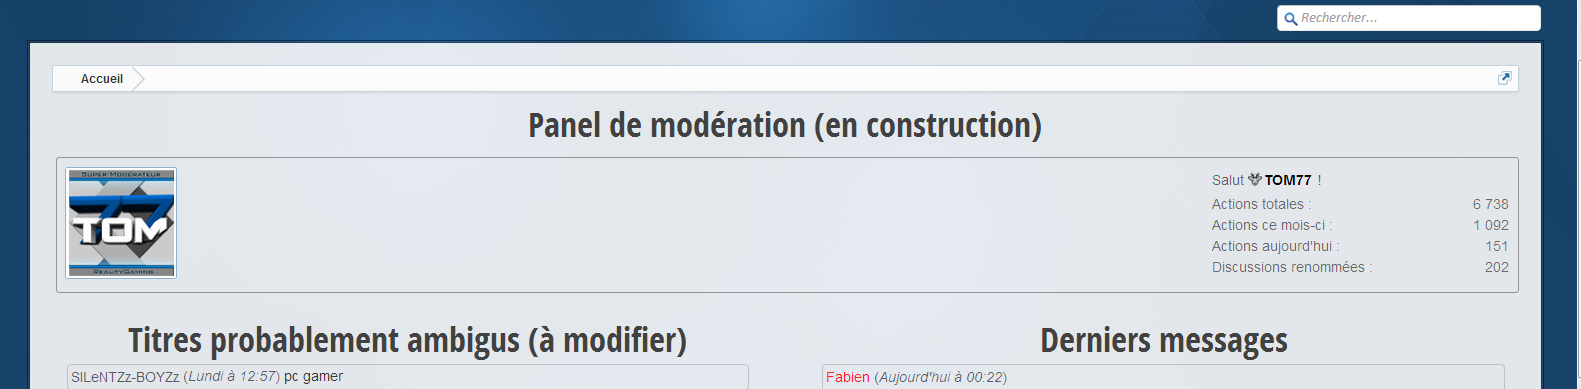 Rechercher...
Accueil
Panel de modération (en construction)
SUPER-MODÉRATEUR
77
TOM
REALITYGAMING
Salut TOM77 !
Actions totales : 6 738
Actions ce mois-ci : 1 092
Actions aujourd'hui : 151
Discussions renommées : 202
Titres probablement ambigus (à modifier)
SILeNTZz-BOYZz (Lundi à 12:57) pc gamer
Derniers messages
Fabien (Aujourd'hui à 00:22)